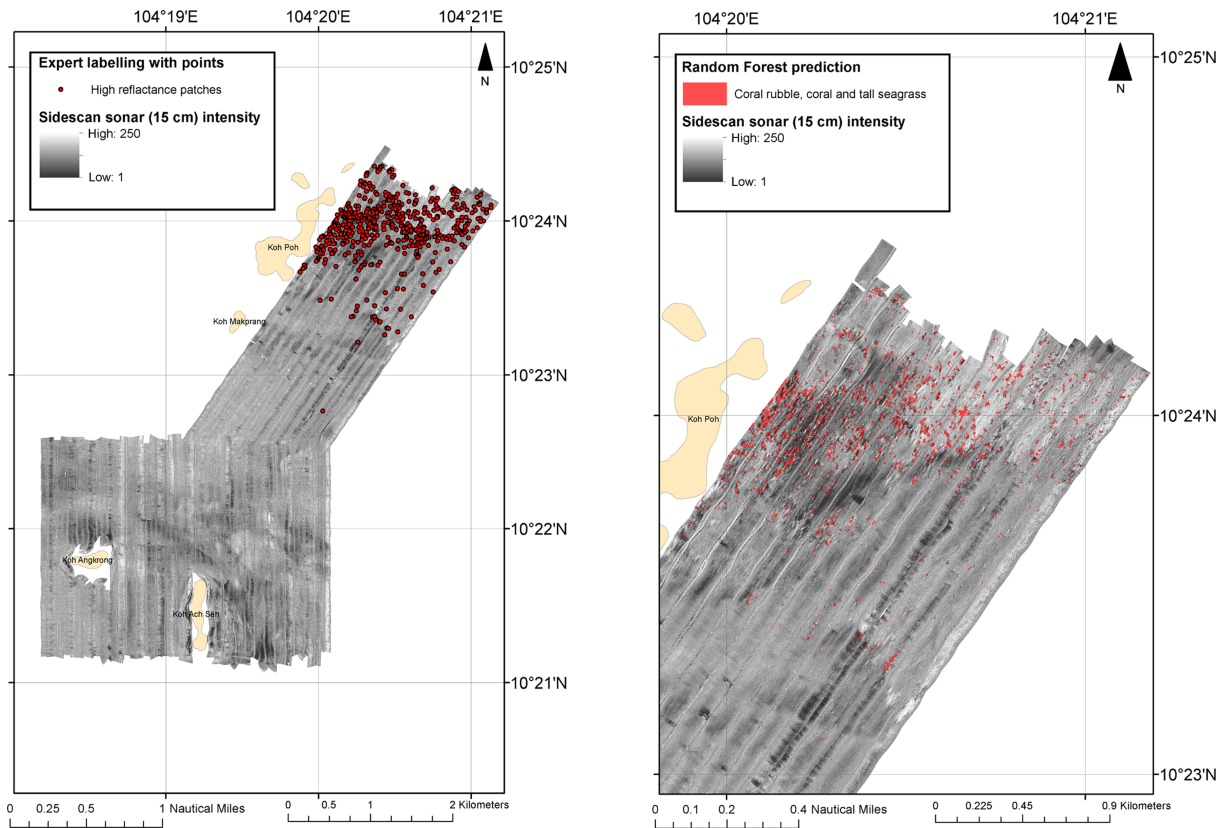 104°19'E 104°20'E 104°21'E
Expert labelling with points
High reflectance patches
Sidescan sonar (15 cm) intensity
High: 250
Low: 1
N
10°25'N
10°24'N
10°23'N
10°22'N
10°21'N
Koh Poh
Koh Makprang
Koh Angkrong
Koh Ach Seh
0 0.25 0.5 1 Nautical Miles
0 0.5 1 2 Kilometers
104°20'E 104°21'E
Random Forest prediction
Coral rubble, coral and tall seagrass
Sidescan sonar (15 cm) intensity
High: 250
Low: 1
N
10°25'N
10°24'N
10°23'N
Koh Poh
0 0.1 0.2 0.4 Nautical Miles
0 0.225 0.45 0.9 Kilometers